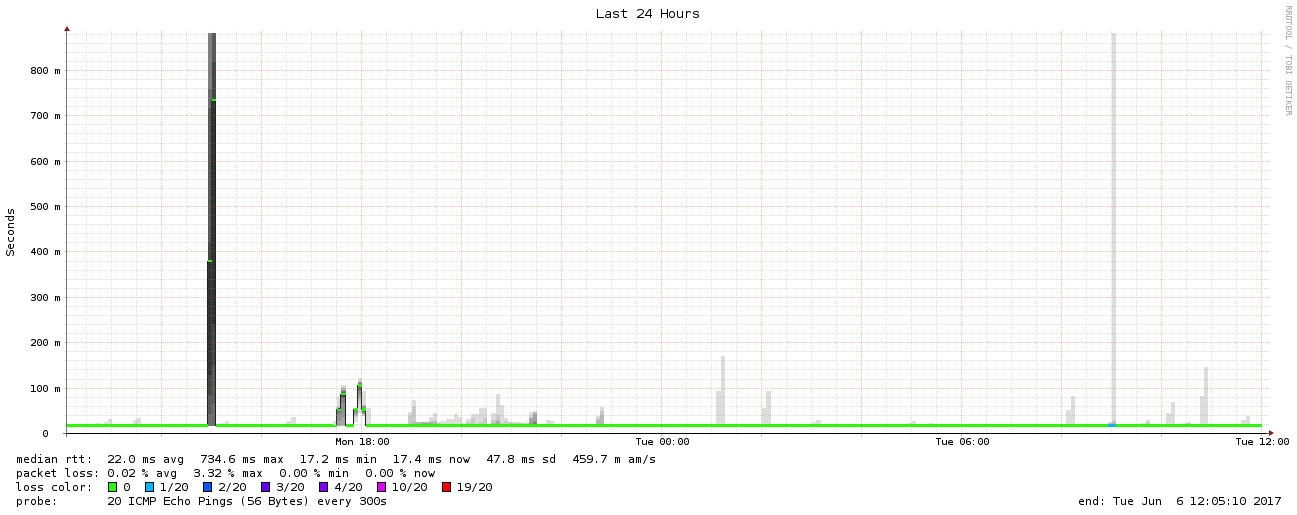 Last 24 Hours
RRDTOOL / TOBI OETIKER
Seconds
800 m
700 m
600 m
500 m
400 m
300 m
200 m
100 m
0
Mon 18:00 Tue 00:00 Tue 06:00 Tue 12:00
median rtt: 22.0 ms avg 734.6 ms max 17.2 ms min 17.4 ms now 47.8 ms sd 459.7 m am/s
packet loss: 0.02 % avg 3.32 % max 0.00 % min 0.00 % now
loss color: 0 1/20 2/20 3/20 4/20 10/20 19/20
probe: 20 ICMP Echo Pings (56 Bytes) every 300s end: Tue Jun 6 12:05:10 2017